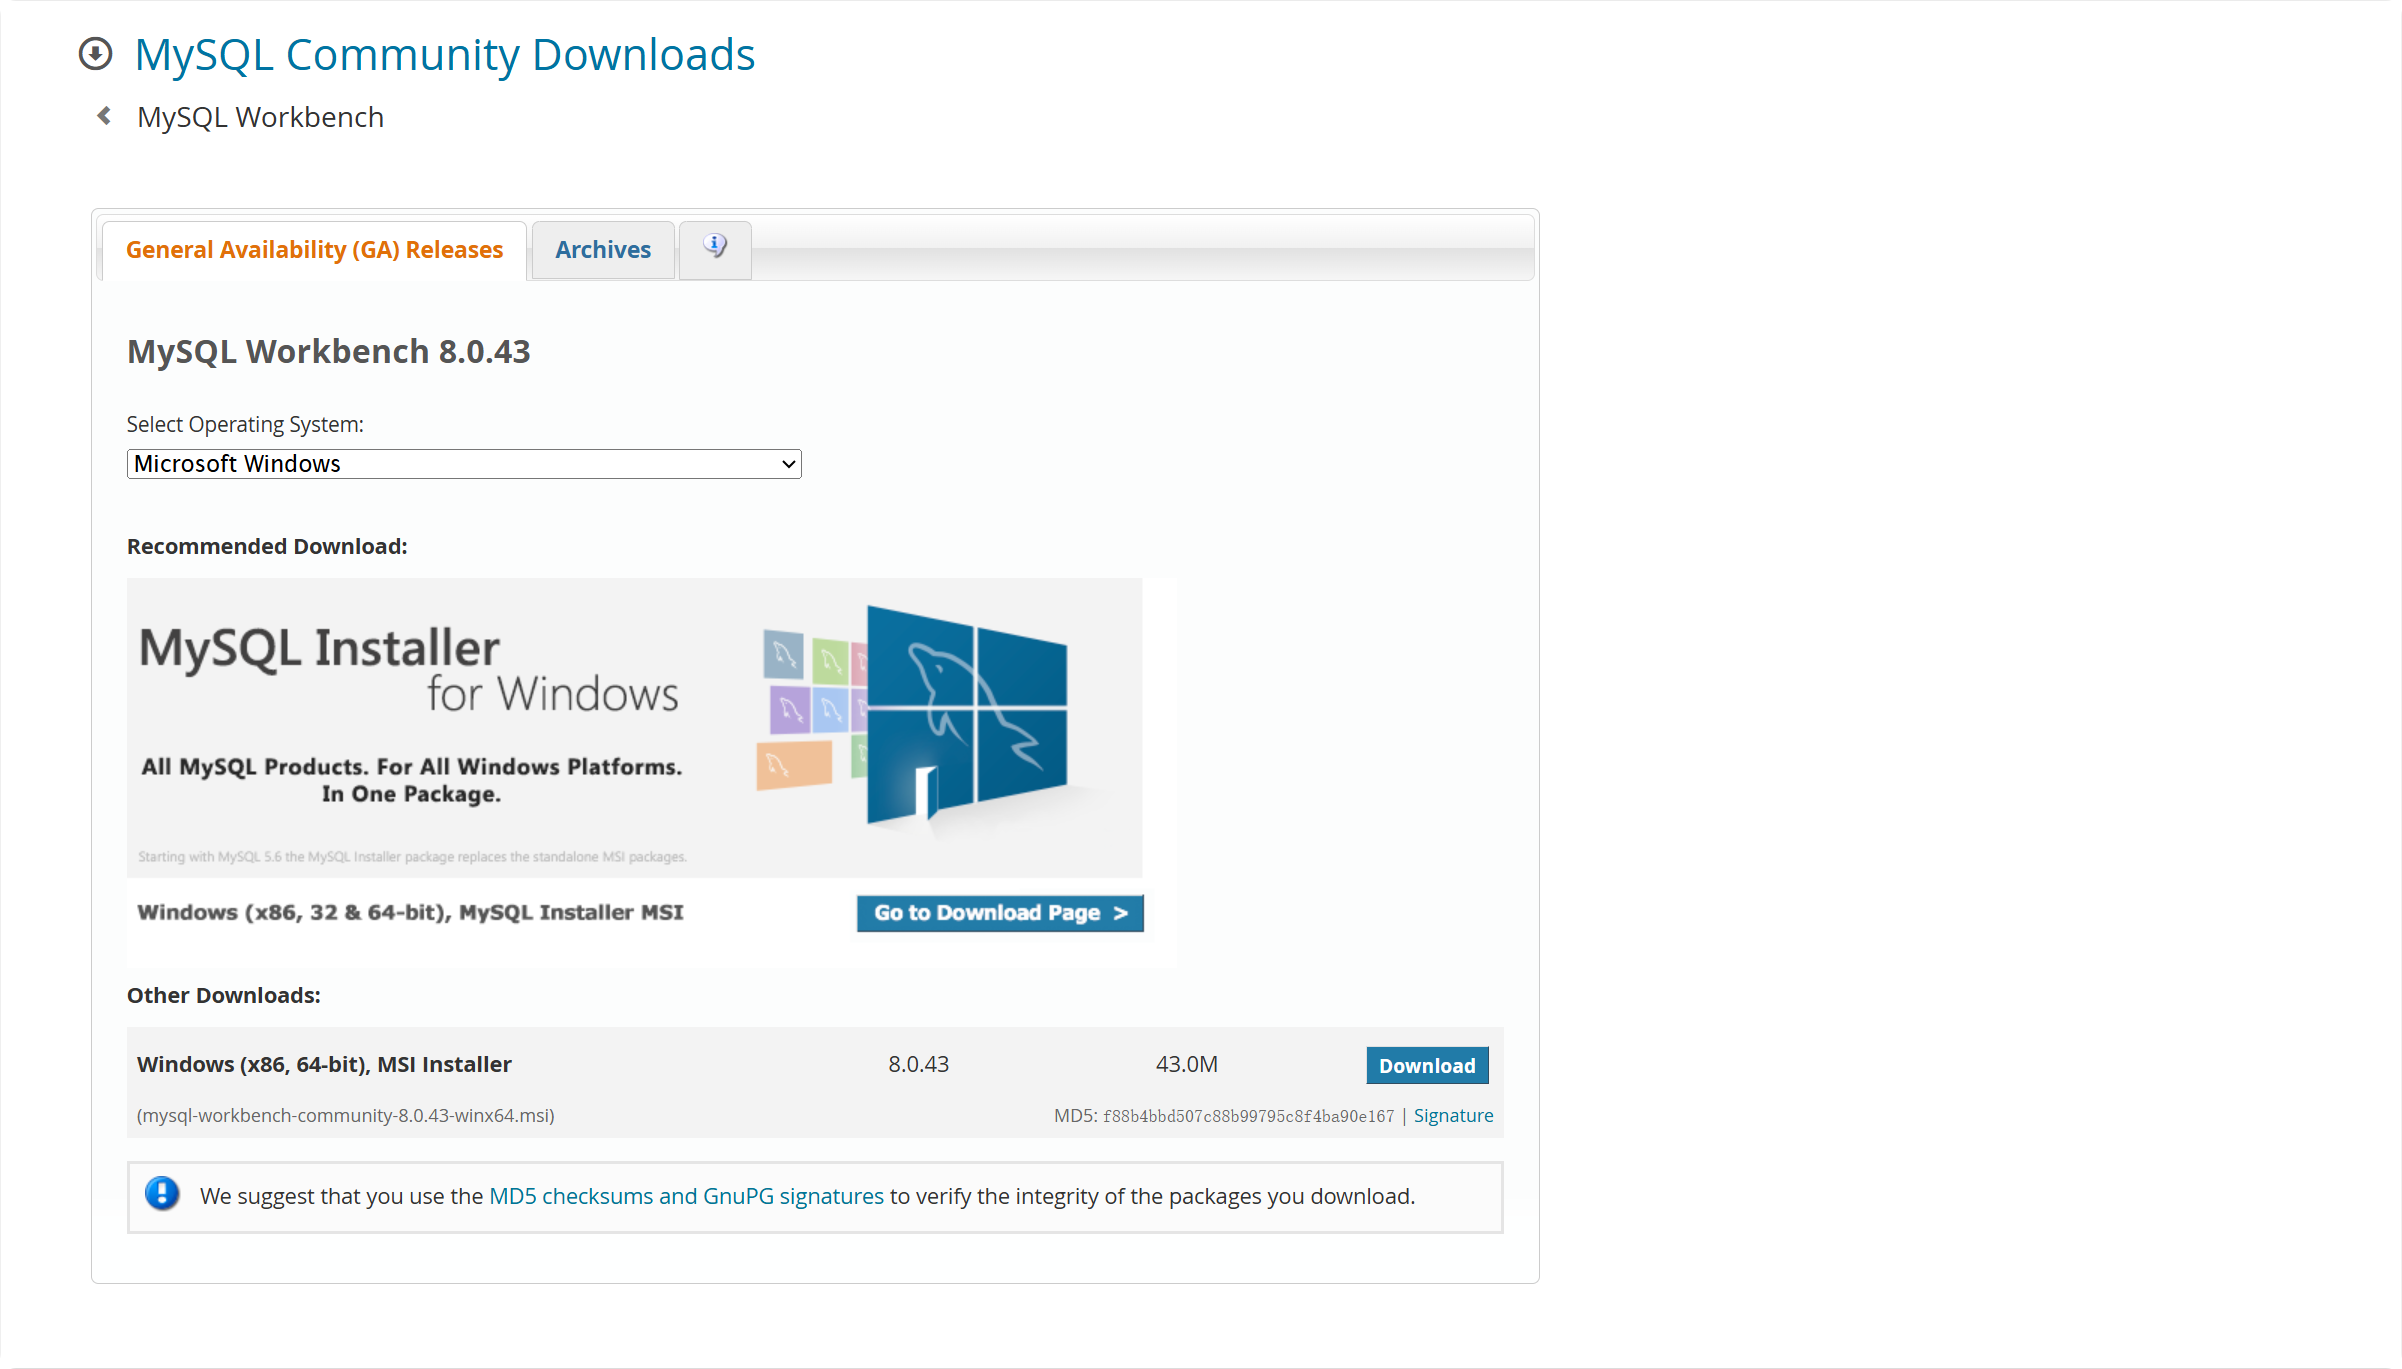 MySQL Community Downloads
MySQL Workbench
General Availability (GA) Releases
Archives
MySQL Workbench 8.0.43
Select Operating System:
Microsoft Windows
Recommended Download:
MySQL Installer
for Windows
All MySQL Products. For All Windows Platforms.
In One Package.
Starting with MySQL 5.6 the MySQL Installer package replaces the standalone MSI packages.
Windows (x86, 32 & 64-bit), MySQL Installer MSI
Go to Download Page >
Other Downloads:
Windows (x86, 64-bit), MSI Installer 8.0.43 43.0M Download
(mysql-workbench-community-8.0.43-winx64.msi) MD5: f88b4bbd507c88b99795c8f4ba90e167 | Signature
We suggest that you use the MD5 checksums and GnuPG signatures to verify the integrity of the packages you download.